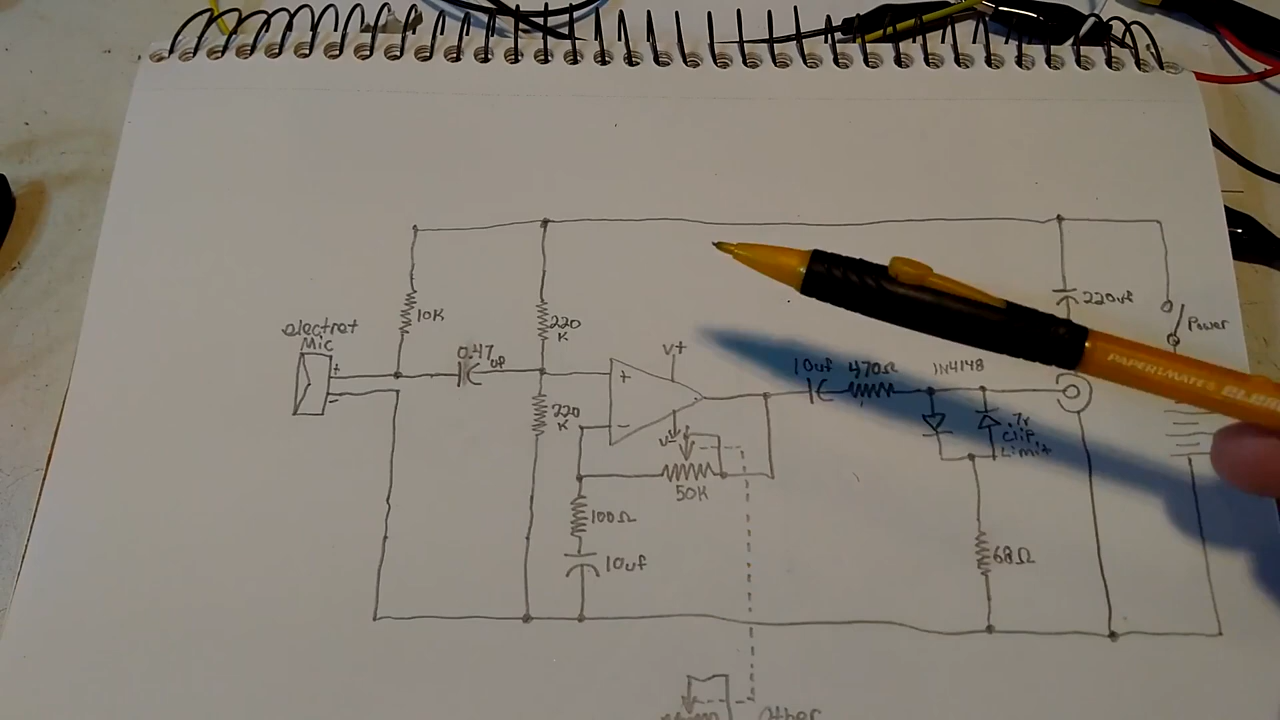 electret
Mic
+
-
10K
0.47uf
220
K
220
K
+
-
V+
V-
50K
100Ω
10uf
10uf
470Ω
1N4148
.7v
Clip
Limit
68Ω
220uf
Power
PAPERMATE
Other